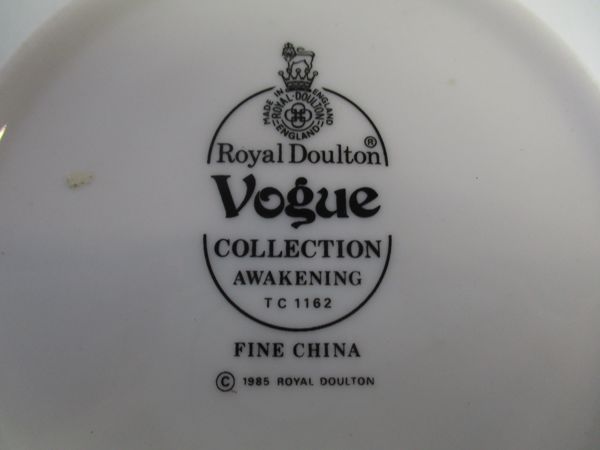 MADE IN ENGLAND
ROYAL·DOULTON
ENGLAND
Royal Doulton®
Vogue
COLLECTION
AWAKENING
TC 1162
FINE CHINA
© 1985 ROYAL DOULTON